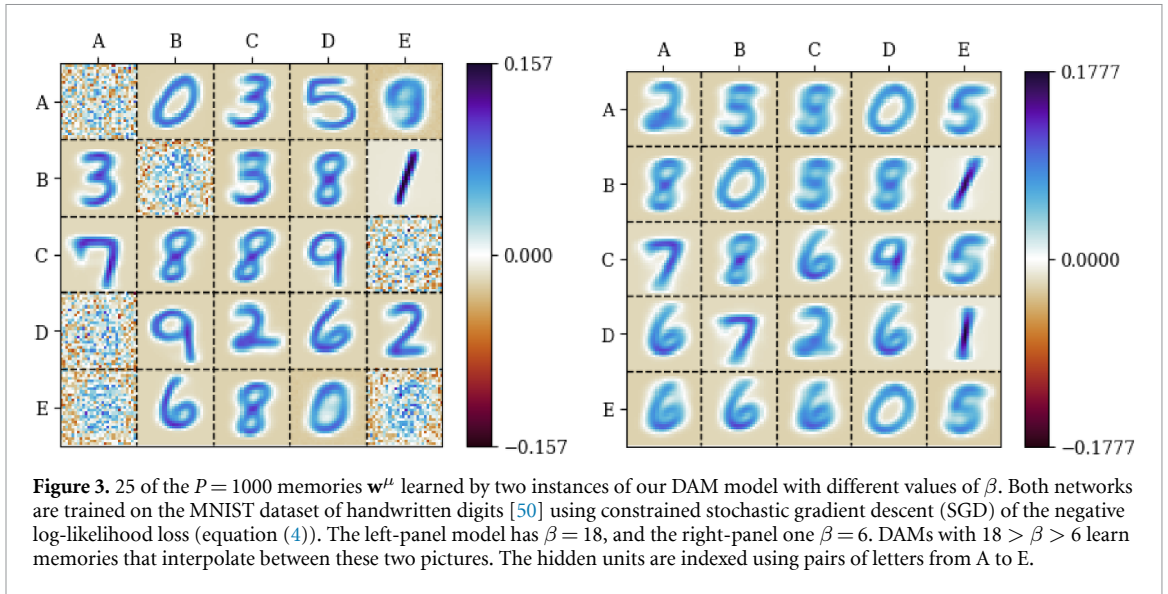 A B C D E
A B C D E
0.157
0.1777
A
A
B
B
C
C
0.000
0.0000
D
D
E
E
−0.157
−0.1777
Figure 3. 25 of the P = 1000 memories w^μ learned by two instances of our DAM model with different values of β. Both networks
are trained on the MNIST dataset of handwritten digits [50] using constrained stochastic gradient descent (SGD) of the negative
log-likelihood loss (equation (4)). The left-panel model has β = 18, and the right-panel one β = 6. DAMs with 18 > β > 6 learn
memories that interpolate between these two pictures. The hidden units are indexed using pairs of letters from A to E.